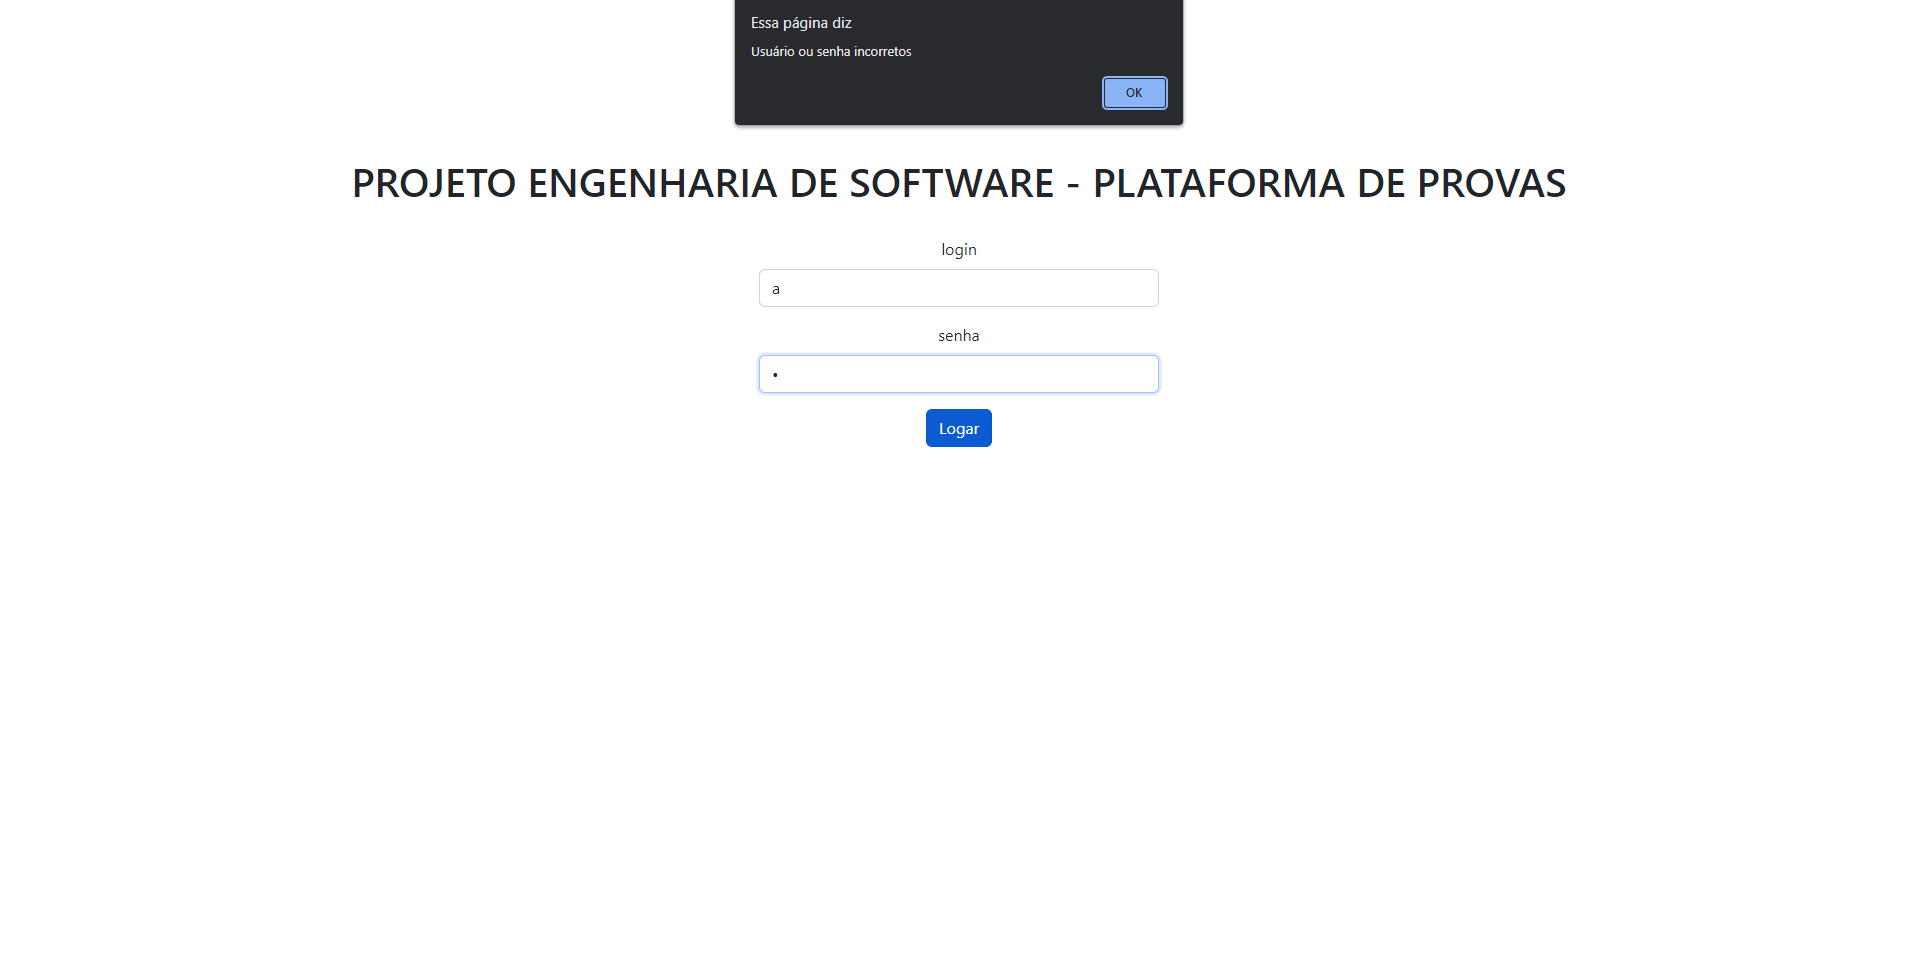 Essa página diz
Usuário ou senha incorretos
OK
PROJETO ENGENHARIA DE SOFTWARE - PLATAFORMA DE PROVAS
login
a
senha
•
Logar